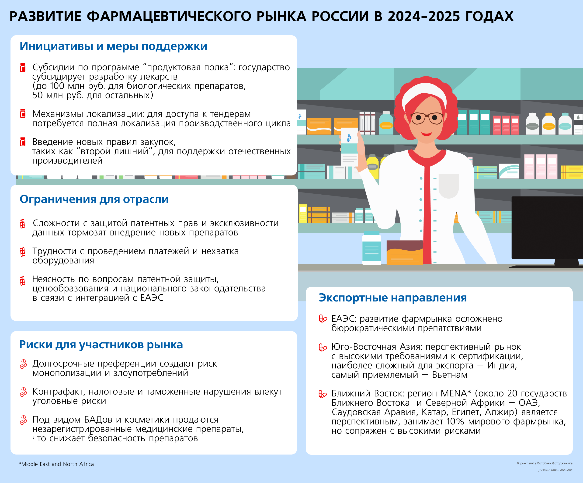 РАЗВИТИЕ ФАРМАЦЕВТИЧЕСКОГО РЫНКА РОССИИ В 2024–2025 ГОДАХ
Инициативы и меры поддержки
Субсидии по программе “продуктовая полка”: государство
субсидирует разработку лекарств
(до 100 млн руб. для биологических препаратов,
50 млн руб. для остальных)
Механизмы локализации: для доступа к тендерам
потребуется полная локализация производственного цикла
Введение новых правил закупок,
таких как “второй лишний”, для поддержки отечественных
производителей
Ограничения для отрасли
Сложности с защитой патентных прав и эксклюзивности
данных тормозят внедрение новых препаратов
Трудности с проведением платежей и нехватка
оборудования
Неясность по вопросам патентной защиты,
ценообразования и национального законодательства
в связи с интеграцией с ЕАЭС
Риски для участников рынка
Долгосрочные преференции создают риск
монополизации и злоупотреблений
Контрафакт, налоговые и таможенные нарушения влекут
уголовные риски
Под видом БАДов и косметики продаются
незарегистрированные медицинские препараты,
- то снижает безопасность препаратов
Экспортные направления
ЕАЭС: развитие фармрынка осложнено
бюрократическими препятствиями
Юго-Восточная Азия: перспективный рынок
с высокими требованиями к сертификации,
наиболее сложный для экспорта — Индия,
самый приемлемый — Вьетнам
Ближний Восток: регион MENA* (около 20 государств
Ближнего Востока и Северной Африки — ОАЭ,
Саудовская Аравия, Катар, Египет, Алжир) является
перспективным, занимает 10% мирового фармрынка,
но сопряжен с высокими рисками
*Middle East and North Africa